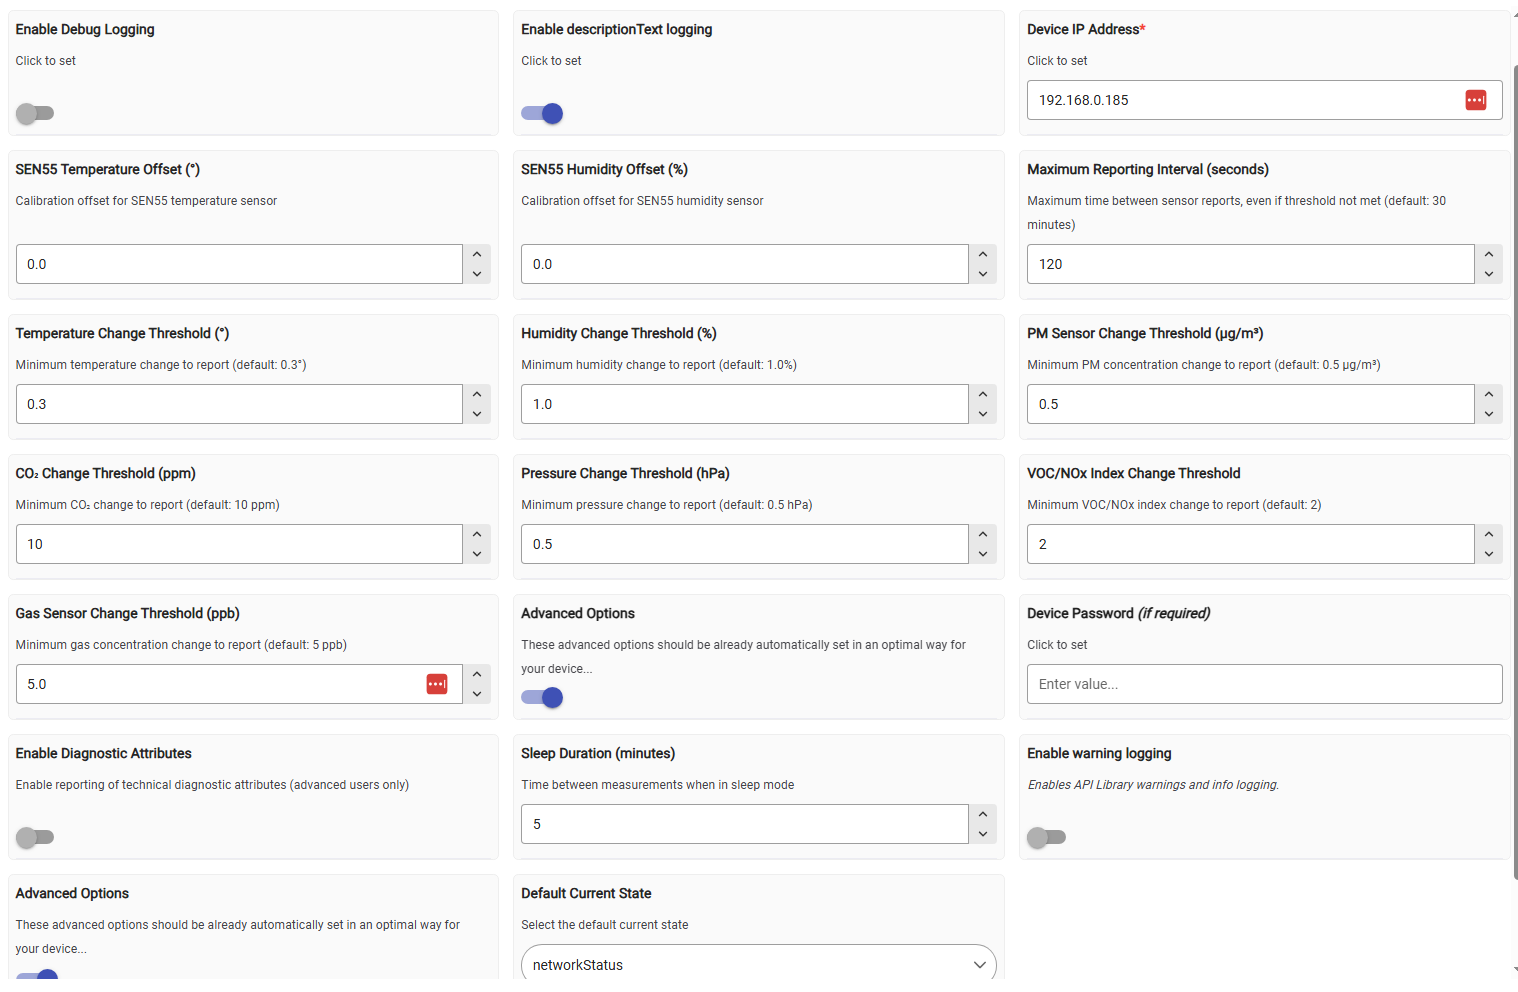 Enable Debug Logging
Click to set
Enable descriptionText logging
Click to set
Device IP Address*
Click to set
192.168.0.185
SEN55 Temperature Offset (°)
Calibration offset for SEN55 temperature sensor
0.0
SEN55 Humidity Offset (%)
Calibration offset for SEN55 humidity sensor
0.0
Maximum Reporting Interval (seconds)
Maximum time between sensor reports, even if threshold not met (default: 30
minutes)
120
Temperature Change Threshold (°)
Minimum temperature change to report (default: 0.3°)
0.3
Humidity Change Threshold (%)
Minimum humidity change to report (default: 1.0%)
1.0
PM Sensor Change Threshold (µg/m³)
Minimum PM concentration change to report (default: 0.5 µg/m³)
0.5
CO₂ Change Threshold (ppm)
Minimum CO₂ change to report (default: 10 ppm)
10
Pressure Change Threshold (hPa)
Minimum pressure change to report (default: 0.5 hPa)
0.5
VOC/NOx Index Change Threshold
Minimum VOC/NOx index change to report (default: 2)
2
Gas Sensor Change Threshold (ppb)
Minimum gas concentration change to report (default: 5 ppb)
5.0
Advanced Options
These advanced options should be already automatically set in an optimal way for
your device...
Device Password (if required)
Click to set
Enter value...
Enable Diagnostic Attributes
Enable reporting of technical diagnostic attributes (advanced users only)
Sleep Duration (minutes)
Time between measurements when in sleep mode
5
Enable warning logging
Enables API Library warnings and info logging.
Advanced Options
These advanced options should be already automatically set in an optimal way for
your device...
Default Current State
Select the default current state
networkStatus